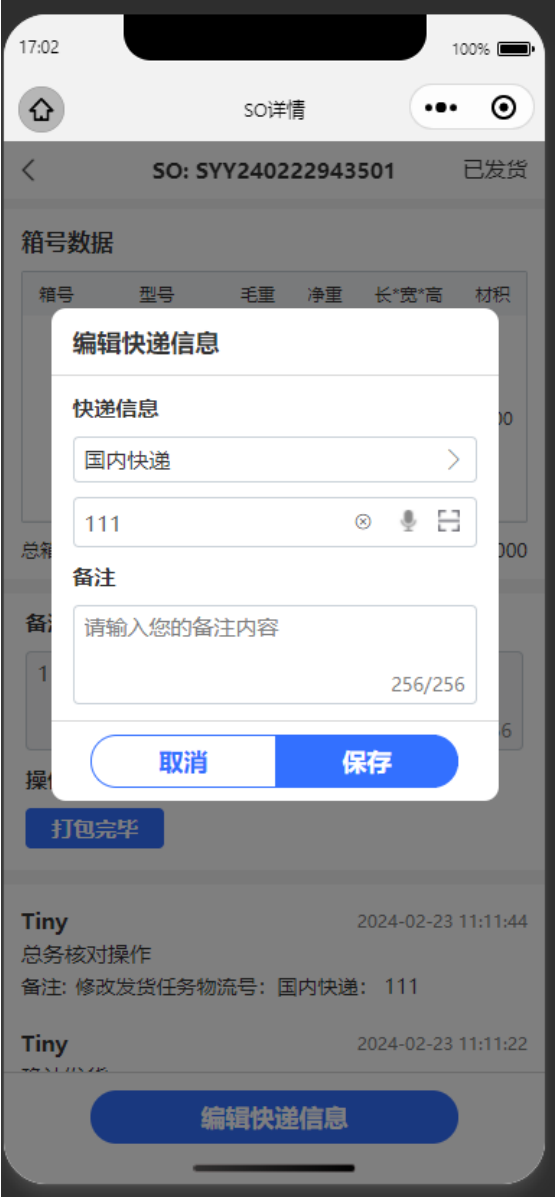 17:02 100%
SO详情
SO: SYY240222943501 已发货
箱号数据
箱号 型号 毛重 净重 长*宽*高 材积
编辑快递信息
快递信息
国内快递
111
备注
请输入您的备注内容
256/256
取消 保存
打包完毕
Tiny 2024-02-23 11:11:44
总务核对操作
备注: 修改发货任务物流号：国内快递： 111
Tiny 2024-02-23 11:11:22
编辑快递信息